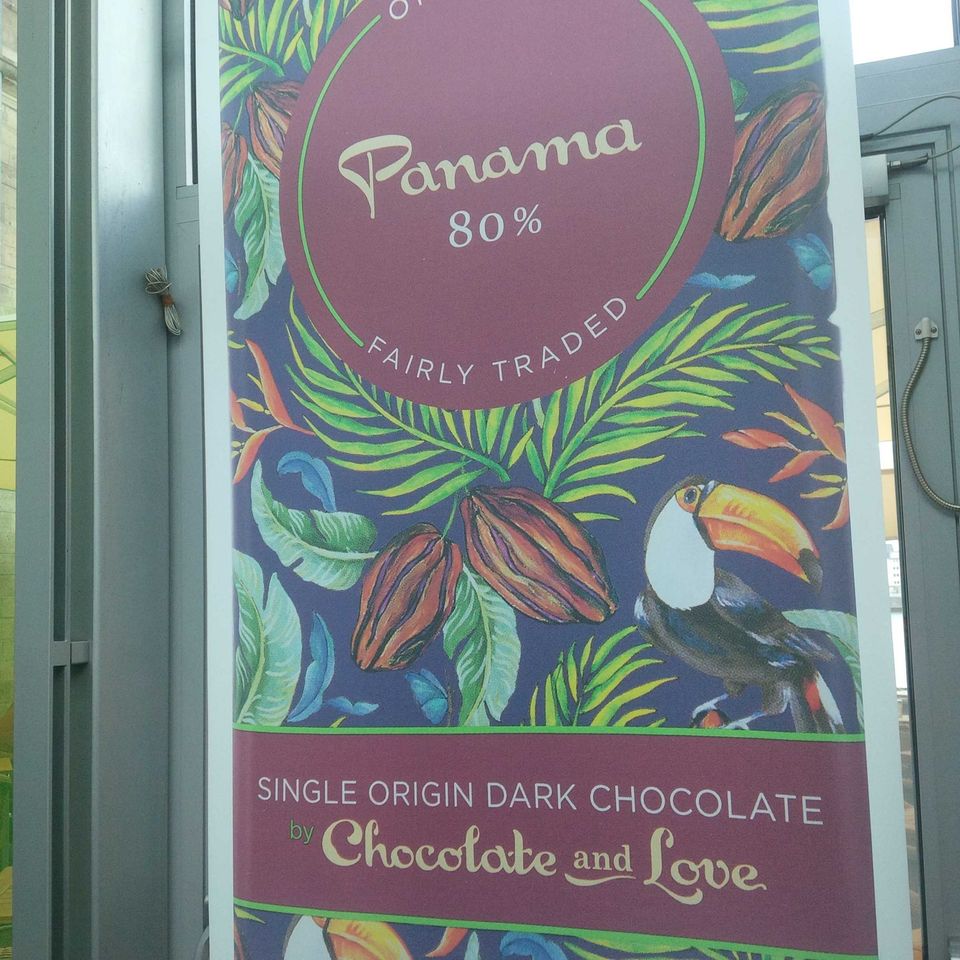 Panama
80%
FAIRLY TRADED
SINGLE ORIGIN DARK CHOCOLATE
by Chocolate and Love